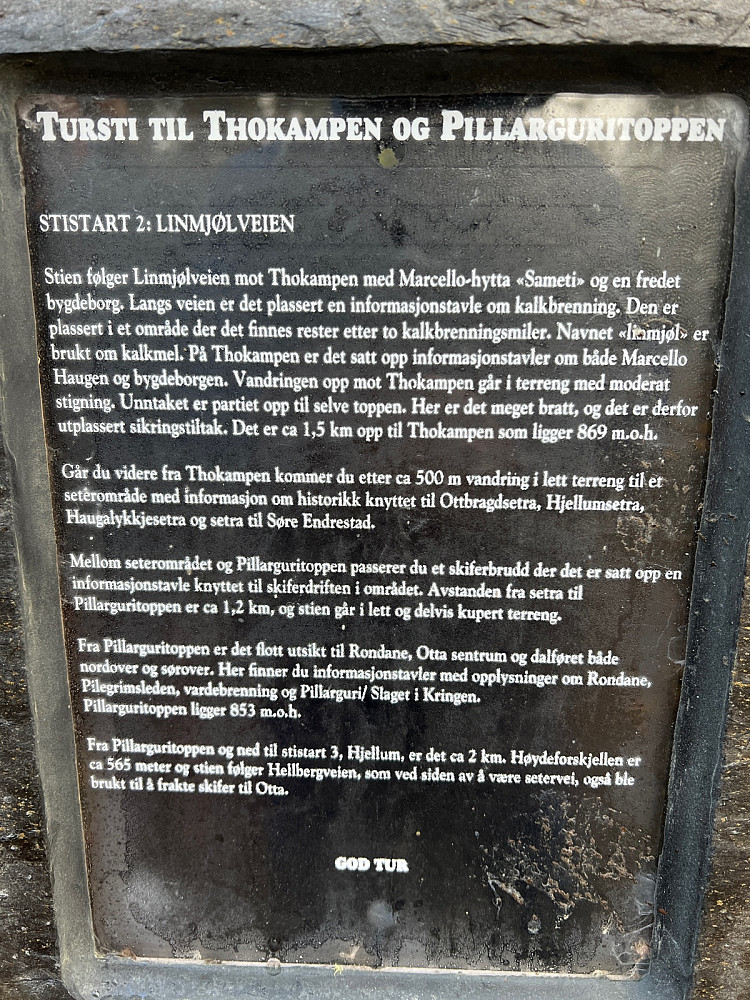 TURSTI TIL THOKAMPEN OG PILLARGURITOPPEN
STISTART 2: LINMJØLVEIEN
Stien følger Linmjølveien mot Thokampen med Marcello-hytta «Sameti» og en fredet
bygdeborg. Langs veien er det plassert en informasjonstavle om kalkbrenning. Den er
plassert i et område der det finnes rester etter to kalkbrenningsmiler. Navnet «linmjøl» er
brukt om kalkmel. På Thokampen er det satt opp informasjonstavler om både Marcello
Haugen og bygdeborgen. Vandringen opp mot Thokampen går i terreng med moderat
stigning. Unntaket er partiet opp til selve toppen. Her er det meget bratt, og det er derfor
utplassert sikringstiltak. Det er ca 1,5 km opp til Thokampen som ligger 869 m.o.h.
Går du videre fra Thokampen kommer du etter ca 500 m vandring i lett terreng til et
seterområde med informasjon om historikk knyttet til Ottbragdsetra, Hjellumsetra,
Haugalykkjesetra og setra til Søre Endrestad.
Mellom seterområdet og Pillarguritoppen passerer du et skiferbrudd der det er satt opp en
informasjonstavle knyttet til skiferdriften i området. Avstanden fra setra til
Pillarguritoppen er ca 1,2 km, og stien går i lett og delvis kupert terreng.
Fra Pillarguritoppen er det flott utsikt til Rondane, Otta sentrum og dalføret både
nordover og sørover. Her finner du informasjonstavler med opplysninger om Rondane,
Pilegrimsleden, vardebrenning og Pillarguri/ Slaget i Kringen.
Pillarguritoppen ligger 853 m.o.h.
Fra Pillarguritoppen og ned til stistart 3, Hjellum, er det ca 2 km. Høydeforskjellen er
ca 565 meter og stien følger Heilbergveien, som ved siden av å være setervei, også ble
brukt til å frakte skifer til Otta.
GOD TUR